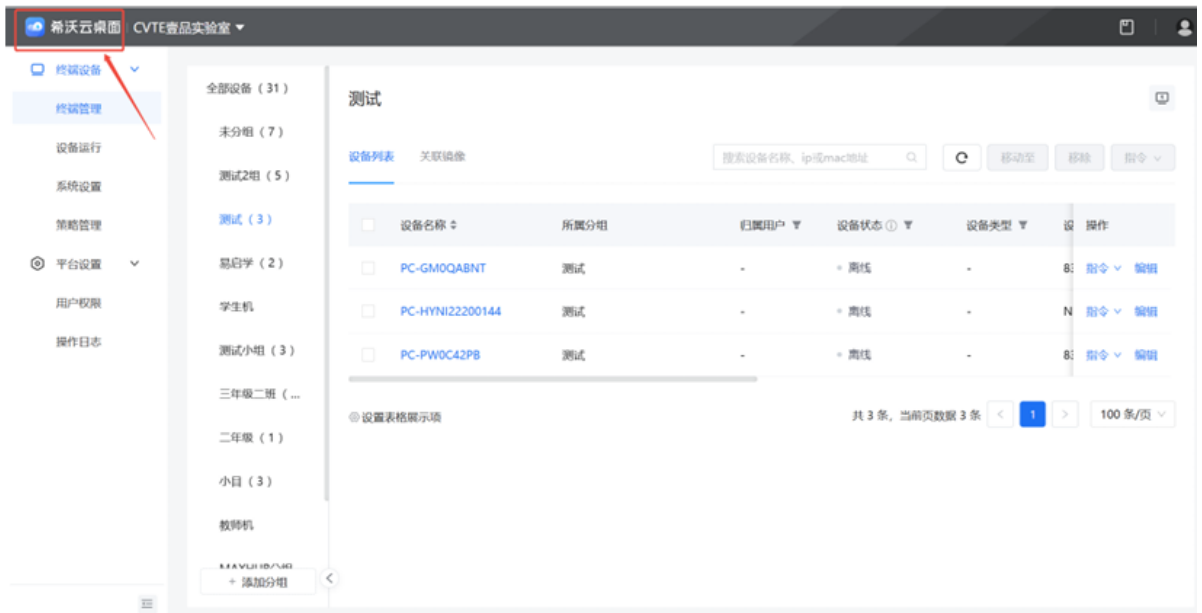 希沃云桌面 CVTE壹品实验室
终端设备
终端管理
设备运行
系统设置
策略管理
平台设置
用户权限
操作日志
全部设备（31）
未分组（7）
测试2组（5）
测试（3）
易启学（2）
学生机
测试小组（3）
三年级二班（...
二年级（1）
小目（3）
教师机
+ 添加分组
测试
设备列表 关联镜像
搜索设备名称、ip或mac地址 移动至 移除 指令
设备名称 所属分组 归属用户 设备状态 设备类型 设 操作
PC-GM0QABNT 测试 - 离线 - 83 指令 编辑
PC-HYNI22200144 测试 - 离线 - N 指令 编辑
PC-PW0C42PB 测试 - 离线 - 83 指令 编辑
设置表格展示项 共 3 条，当前页数据 3 条 < 1 > 100 条/页